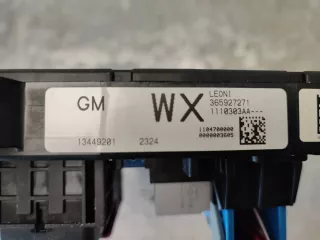 GM WX LEONI
365927271
1110303AA---
1104700000
0000003605
13449201 2324